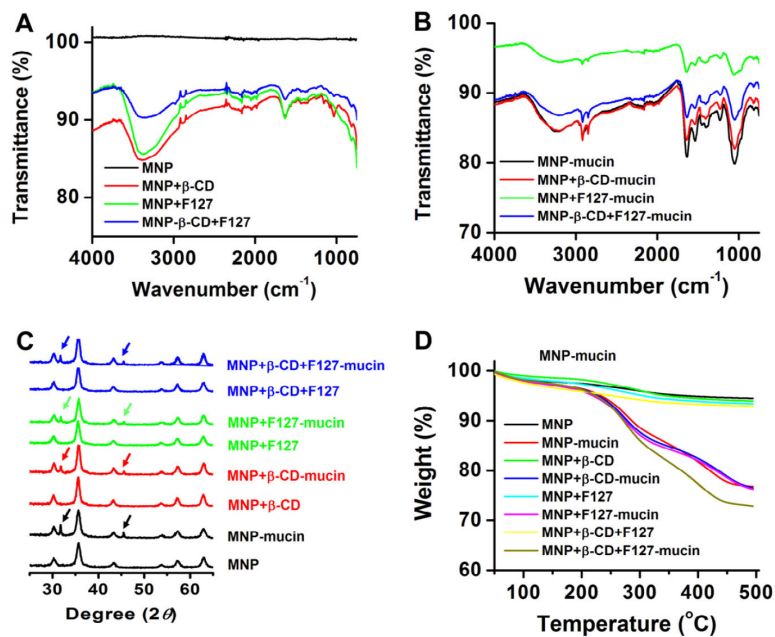 A
Transmittance (%)
100
90
80
MNP
MNP+β-CD
MNP+F127
MNP-β-CD+F127
4000 3000 2000 1000
Wavenumber (cm-1)
B
Transmittance (%)
100
90
80
70
MNP-mucin
MNP+β-CD-mucin
MNP+F127-mucin
MNP-β-CD+F127-mucin
4000 3000 2000 1000
Wavenumber (cm-1)
C
MNP+β-CD+F127-mucin
MNP+β-CD+F127
MNP+F127-mucin
MNP+F127
MNP+β-CD-mucin
MNP+β-CD
MNP-mucin
MNP
30 40 50 60
Degree (2θ)
D
MNP-mucin
Weight (%)
100
90
80
70
60
MNP
MNP-mucin
MNP+β-CD
MNP+β-CD-mucin
MNP+F127
MNP+F127-mucin
MNP+β-CD+F127
MNP+β-CD+F127-mucin
100 200 300 400 500
Temperature (oC)